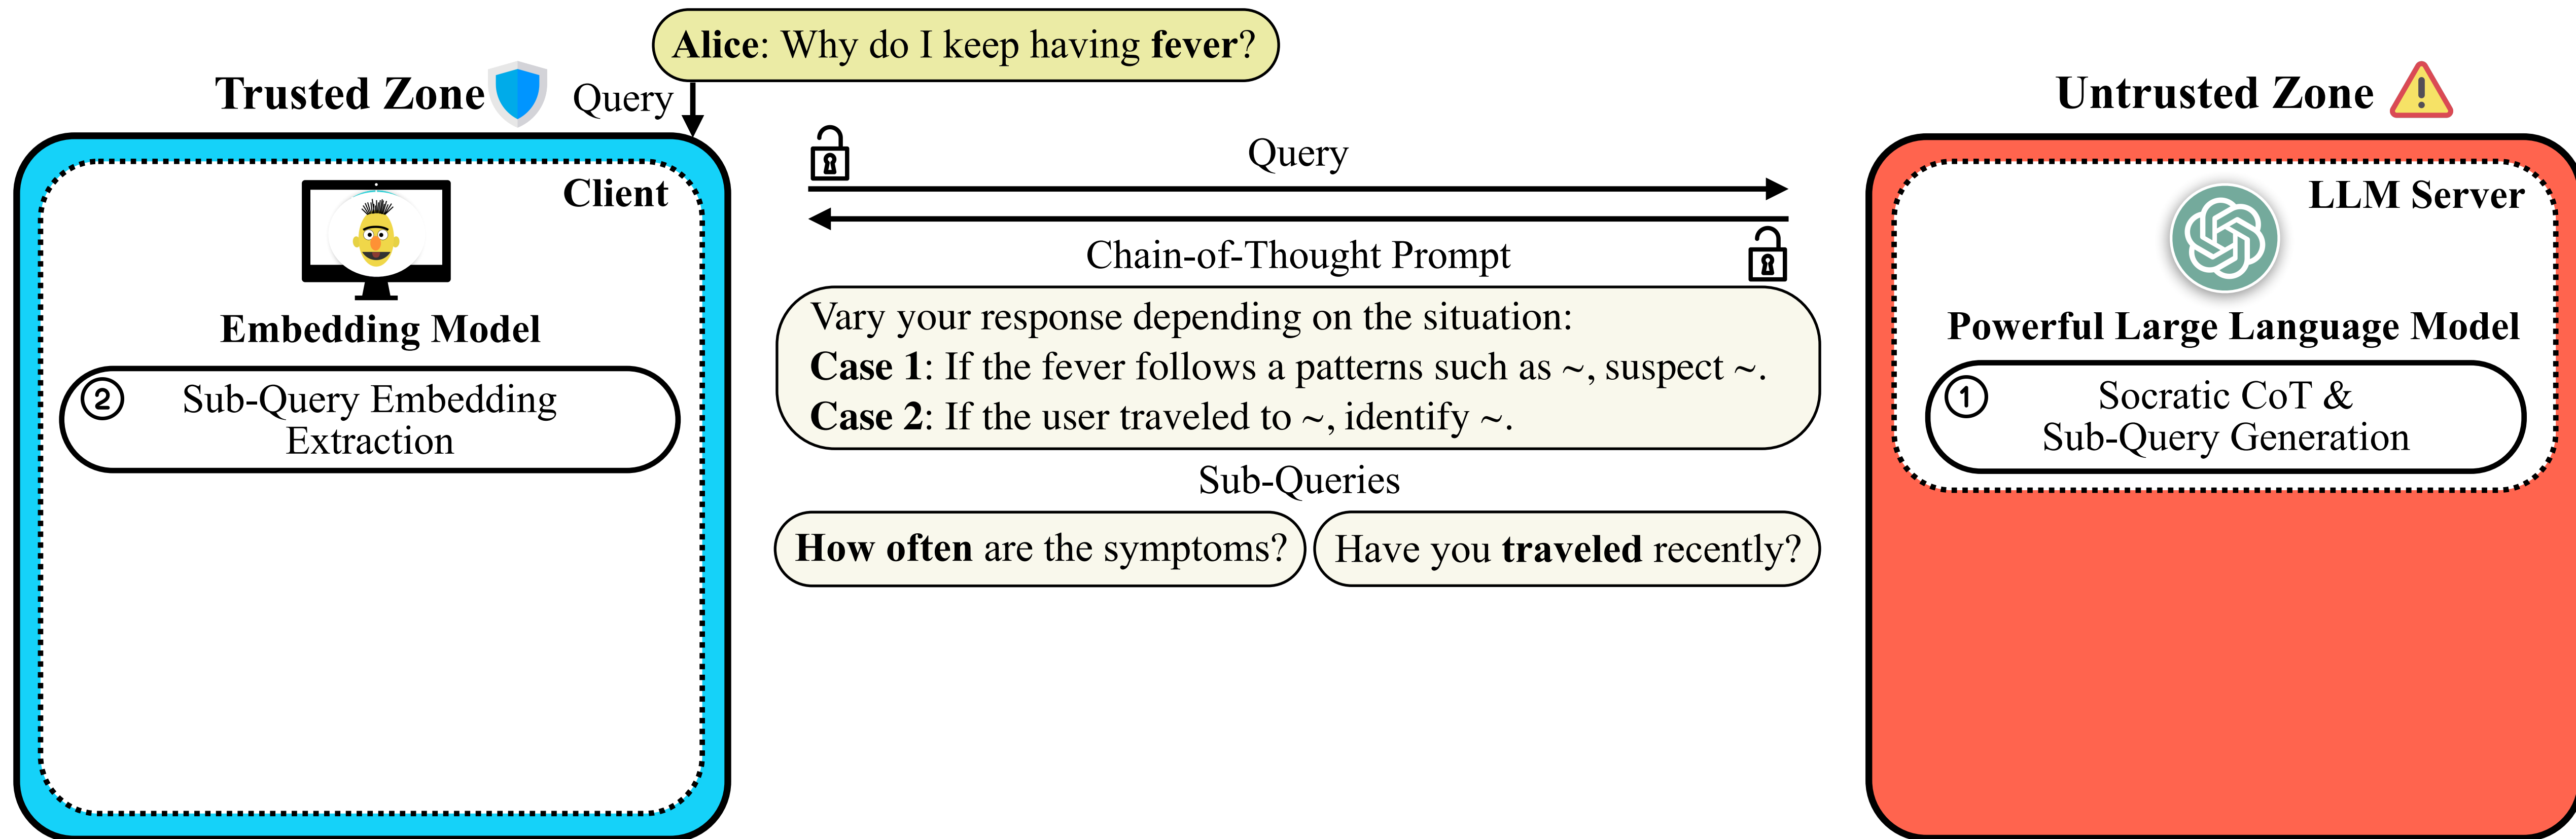 Alice: Why do I keep having fever?
Trusted Zone
Query
Untrusted Zone
Client
Embedding Model
2
Sub-Query Embedding
Extraction
Query
Chain-of-Thought Prompt
Vary your response depending on the situation:
Case 1: If the fever follows a patterns such as ~, suspect ~.
Case 2: If the user traveled to ~, identify ~.
Sub-Queries
How often are the symptoms?
Have you traveled recently?
LLM Server
Powerful Large Language Model
1
Socratic CoT &
Sub-Query Generation